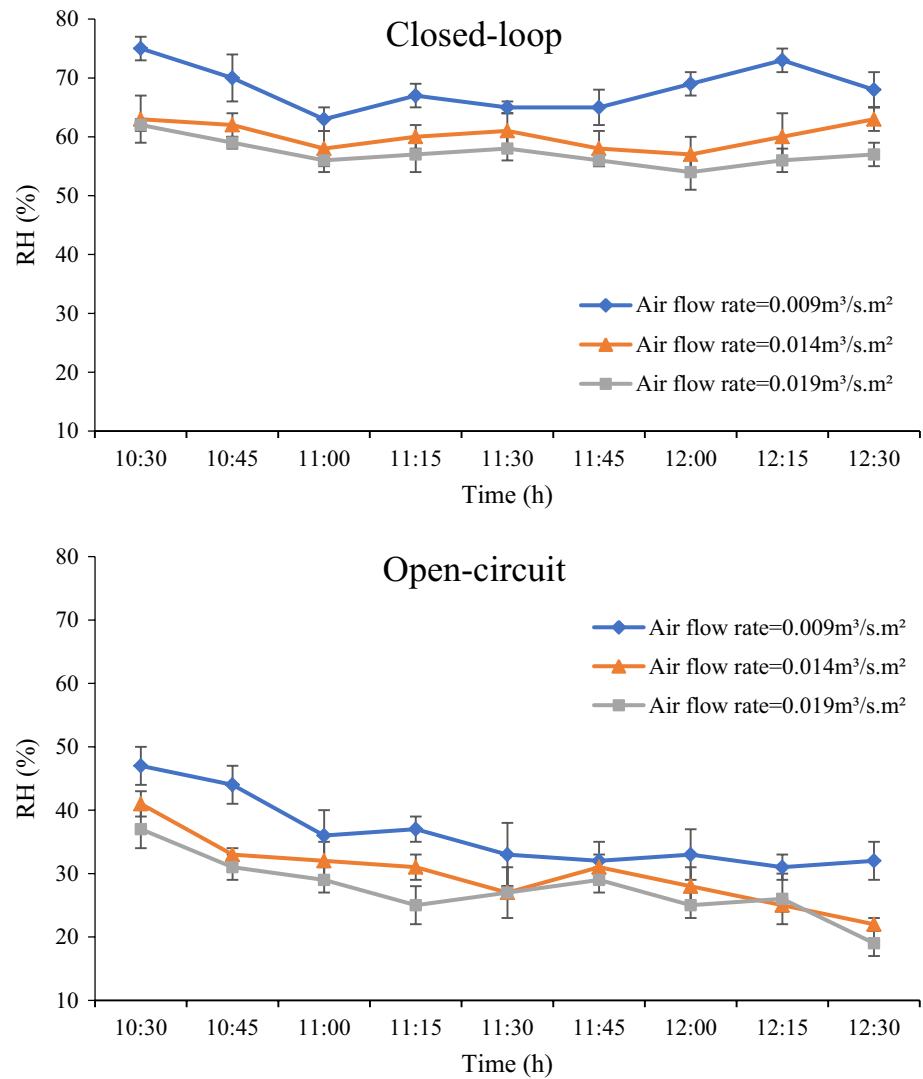 Closed-loop
80
70
60
50
40
30
20
10
RH (%)
Air flow rate=0.009m³/s.m²
Air flow rate=0.014m³/s.m²
Air flow rate=0.019m³/s.m²
10:30 10:45 11:00 11:15 11:30 11:45 12:00 12:15 12:30
Time (h)
Open-circuit
80
70
60
50
40
30
20
10
RH (%)
Air flow rate=0.009m³/s.m²
Air flow rate=0.014m³/s.m²
Air flow rate=0.019m³/s.m²
10:30 10:45 11:00 11:15 11:30 11:45 12:00 12:15 12:30
Time (h)